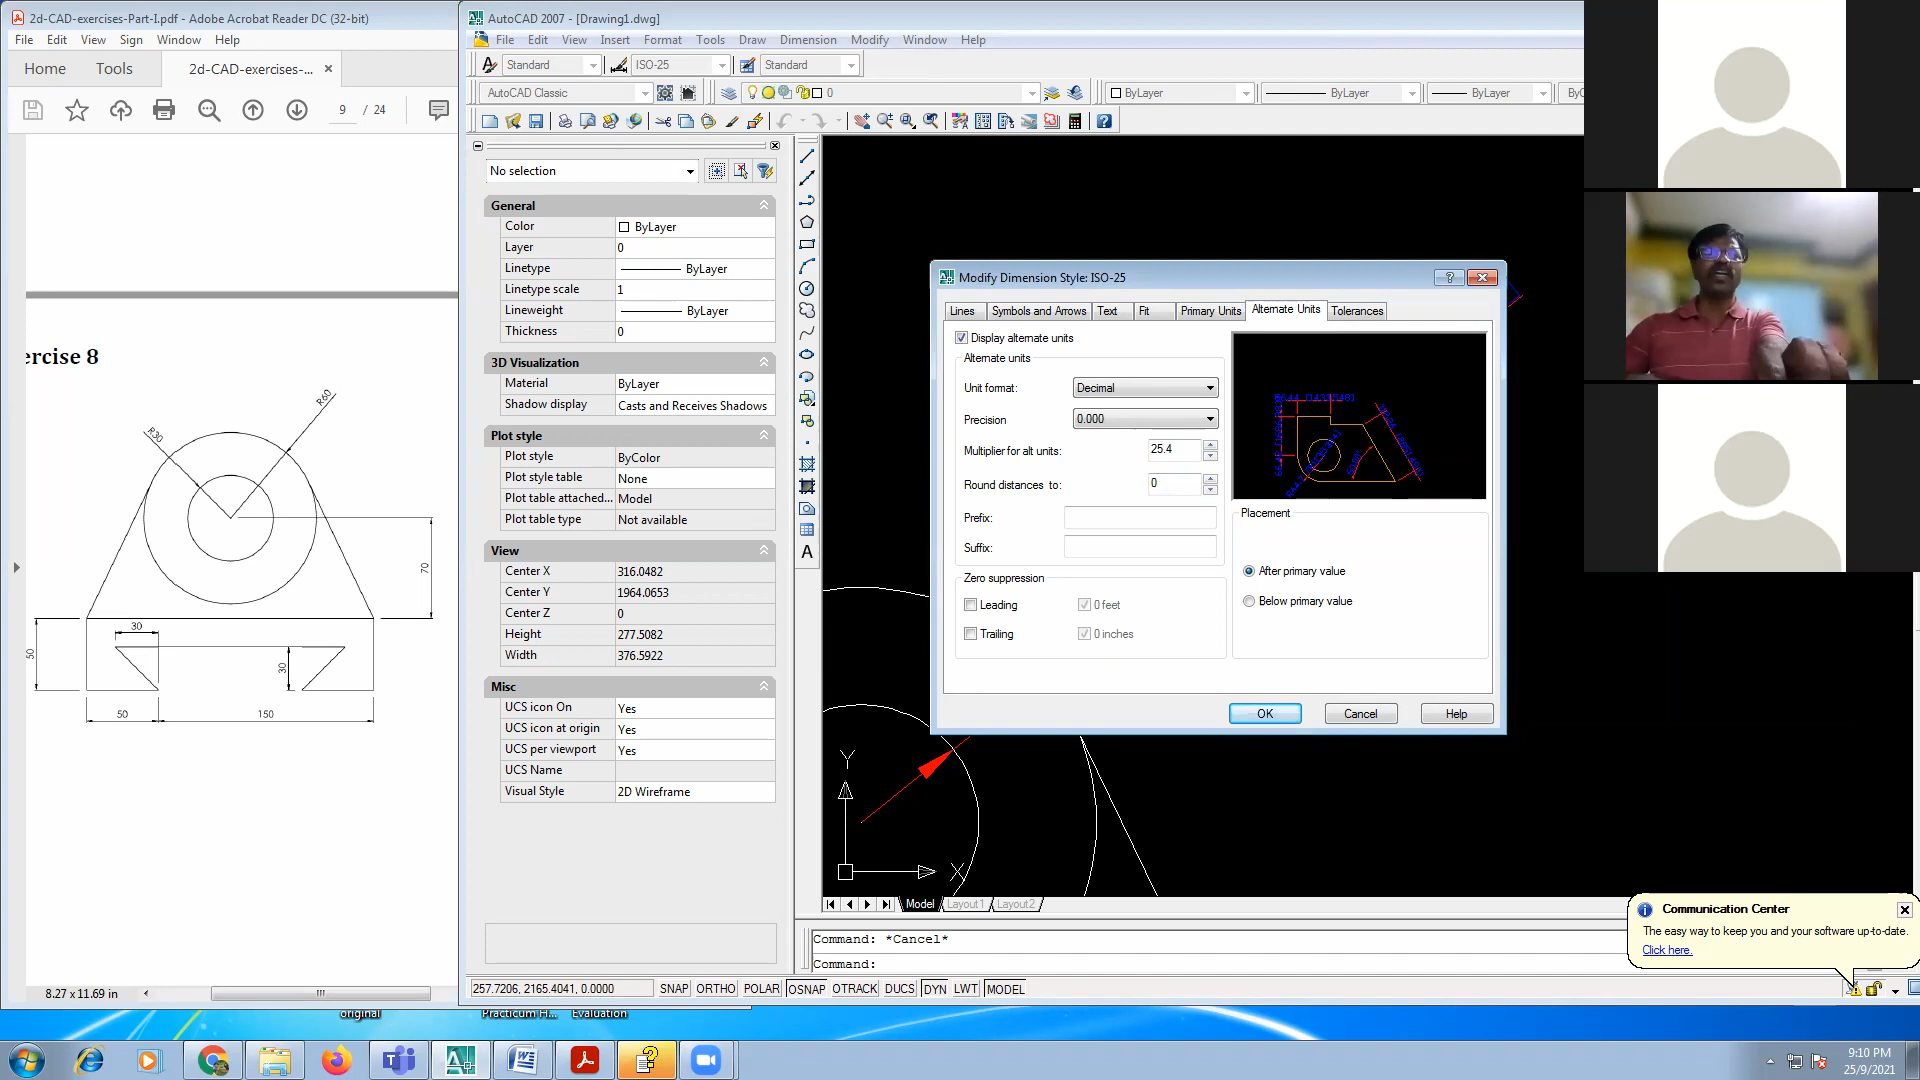 2d-CAD-exercises-Part-I.pdf - Adobe Acrobat Reader DC (32-bit)
File Edit View Sign Window Help
Home Tools 2d-CAD-exercises-... ×
9 / 24
ercise 8
R60
R30
70
30
50
30
50 150
8.27 x 11.69 in
AutoCAD 2007 - [Drawing1.dwg]
File Edit View Insert Format Tools Draw Dimension Modify Window Help
Standard ISO-25 Standard
AutoCAD Classic 0 ByLayer ByLayer ByLayer
No selection
General
Color ByLayer
Layer 0
Linetype ByLayer
Linetype scale 1
Lineweight ByLayer
Thickness 0
3D Visualization
Material ByLayer
Shadow display Casts and Receives Shadows
Plot style
Plot style ByColor
Plot style table None
Plot table attached... Model
Plot table type Not available
View
Center X 316.0482
Center Y 1964.0653
Center Z 0
Height 277.5082
Width 376.5922
Misc
UCS icon On Yes
UCS icon at origin Yes
UCS per viewport Yes
UCS Name
Visual Style 2D Wireframe
A
Modify Dimension Style: ISO-25
Lines Symbols and Arrows Text Fit Primary Units Alternate Units Tolerances
Display alternate units
Alternate units
Unit format: Decimal
Precision 0.000
Multiplier for alt units: 25.4
Round distances to: 0
Prefix:
Suffix:
Zero suppression
Leading 0 feet
Trailing 0 inches
Placement
After primary value
Below primary value
OK Cancel Help
Y
X
Model Layout1 Layout2
Command: *Cancel*
Command:
257.7206, 2165.4041, 0.0000 SNAP ORTHO POLAR OSNAP OTRACK DUCS DYN LWT MODEL
Communication Center
The easy way to keep you and your software up-to-date.
Click here.
original Practicum H... Evaluation
9:10 PM
25/9/2021